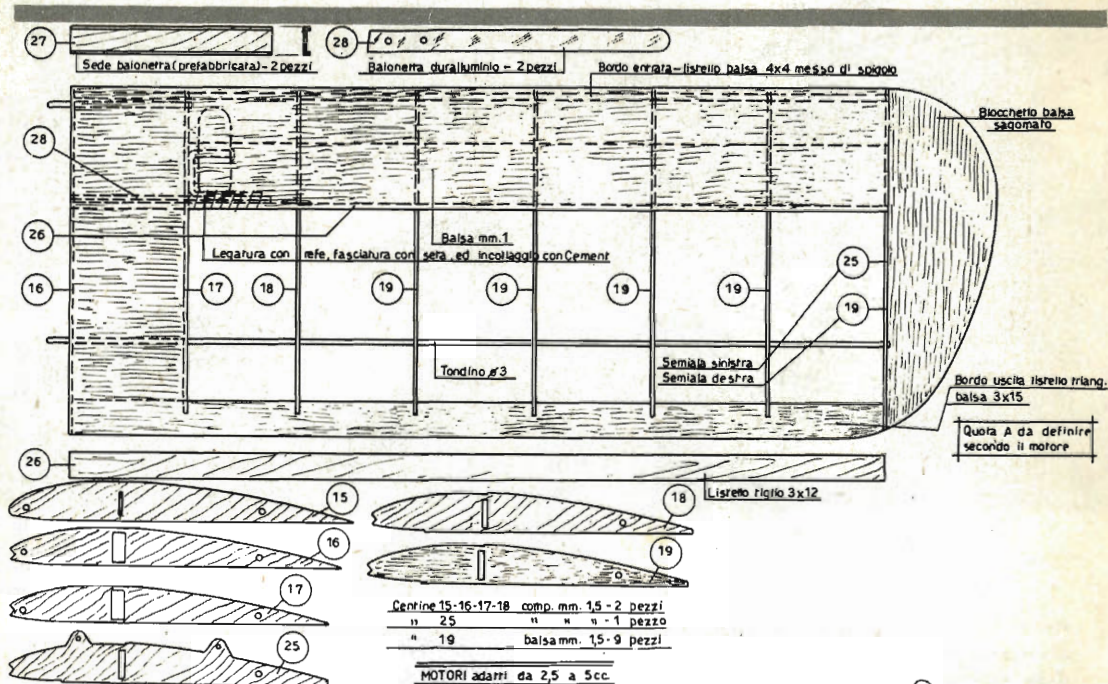 27
Sede baionetta (prefabbricata) - 2 pezzi
28
Baionetta duralluminio - 2 pezzi
Bordo entrata-listello balsa 4x4 messo di spigolo
Blocchetto balsa
sagomato
28
26
Balsa mm.1
Legatura con refe, fasciatura con seta, ed incollaggio con Cement
16
17
18
19
19
19
19
25
19
Semiala sinistra
Semiala destra
Tondino ø3
Bordo uscita listello triang.
balsa 3x15
Quota A da definire
secondo il motore
26
Listello tiglio 3x12
15
16
17
25
18
19
Centine 15-16-17-18 comp. mm. 1,5 - 2 pezzi
" 25 " " " - 1 pezzo
" 19 balsa mm. 1,5 - 9 pezzi
MOTORI adatti da 2,5 a 5cc.